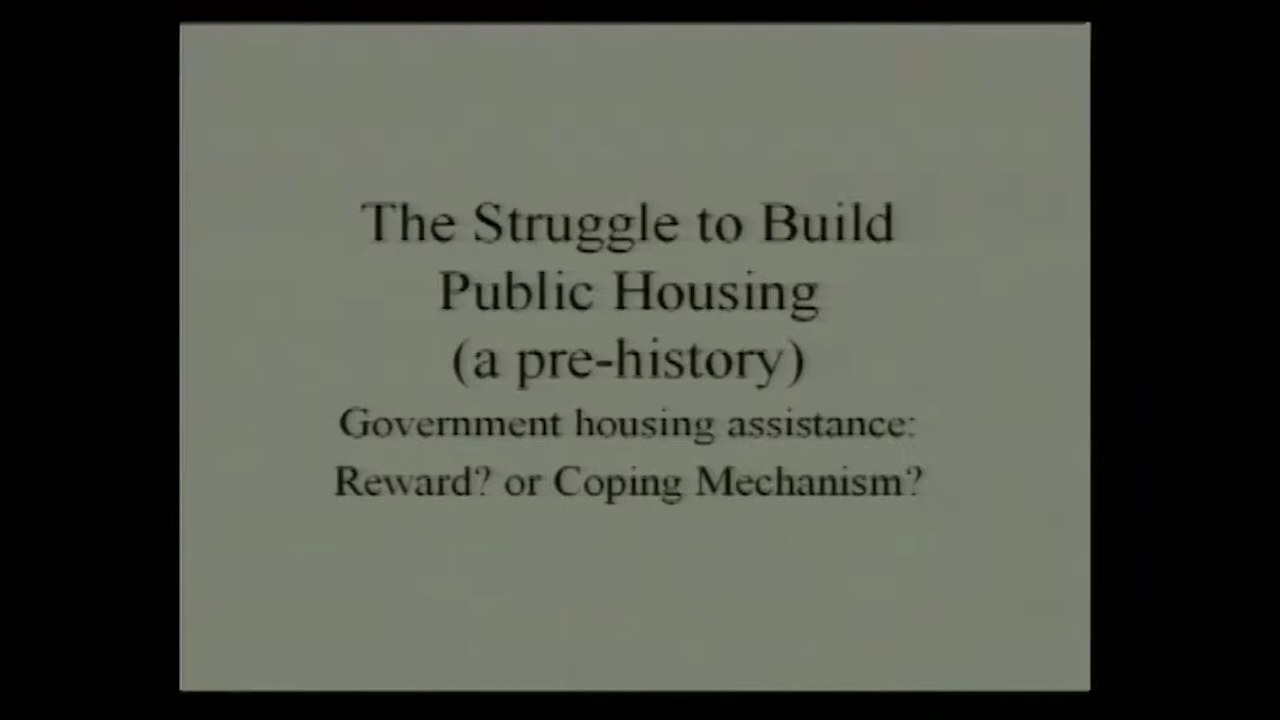 The Struggle to Build
Public Housing
(a pre-history)
Government housing assistance:
Reward? or Coping Mechanism?